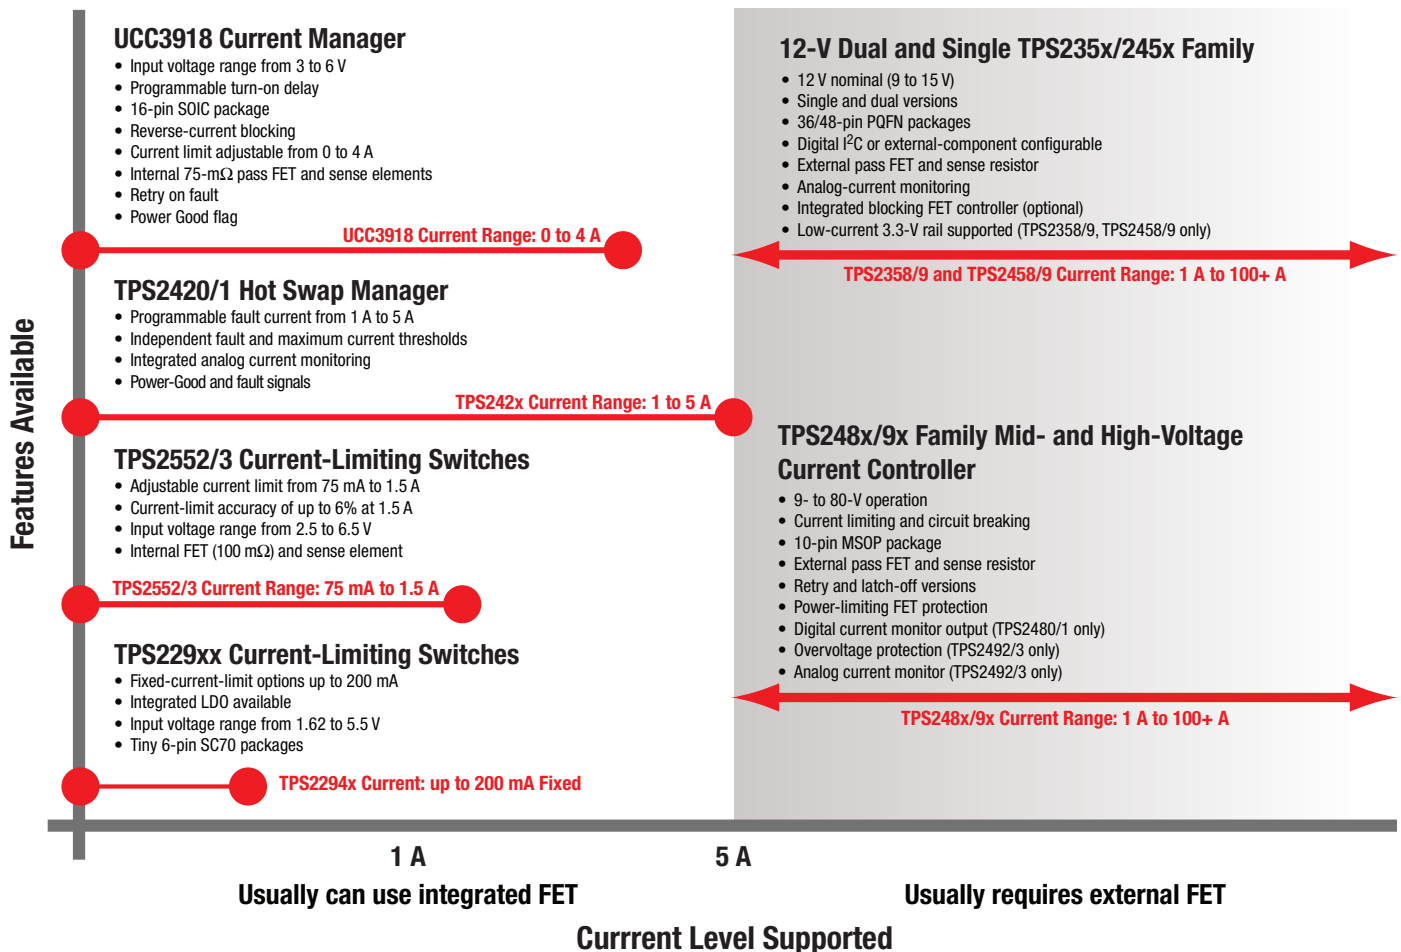 UCC3918 Current Manager
• Input voltage range from 3 to 6 V
• Programmable turn-on delay
• 16-pin SOIC package
• Reverse-current blocking
• Current limit adjustable from 0 to 4 A
• Internal 75-mΩ pass FET and sense elements
• Retry on fault
• Power Good flag
UCC3918 Current Range: 0 to 4 A
TPS2420/1 Hot Swap Manager
• Programmable fault current from 1 A to 5 A
• Independent fault and maximum current thresholds
• Integrated analog current monitoring
• Power-Good and fault signals
TPS242x Current Range: 1 to 5 A
TPS2552/3 Current-Limiting Switches
• Adjustable current limit from 75 mA to 1.5 A
• Current-limit accuracy of up to 6% at 1.5 A
• Input voltage range from 2.5 to 6.5 V
• Internal FET (100 mΩ) and sense element
TPS2552/3 Current Range: 75 mA to 1.5 A
TPS229xx Current-Limiting Switches
• Fixed-current-limit options up to 200 mA
• Integrated LDO available
• Input voltage range from 1.62 to 5.5 V
• Tiny 6-pin SC70 packages
TPS2294x Current: up to 200 mA Fixed
12-V Dual and Single TPS235x/245x Family
• 12 V nominal (9 to 15 V)
• Single and dual versions
• 36/48-pin PQFN packages
• Digital I²C or external-component configurable
• External pass FET and sense resistor
• Analog-current monitoring
• Integrated blocking FET controller (optional)
• Low-current 3.3-V rail supported (TPS2358/9, TPS2458/9 only)
TPS2358/9 and TPS2458/9 Current Range: 1 A to 100+ A
TPS248x/9x Family Mid- and High-Voltage
Current Controller
• 9- to 80-V operation
• Current limiting and circuit breaking
• 10-pin MSOP package
• External pass FET and sense resistor
• Retry and latch-off versions
• Power-limiting FET protection
• Digital current monitor output (TPS2480/1 only)
• Overvoltage protection (TPS2492/3 only)
• Analog current monitor (TPS2492/3 only)
TPS248x/9x Current Range: 1 A to 100+ A
Features Available
1 A
5 A
Usually can use integrated FET
Usually requires external FET
Currrent Level Supported